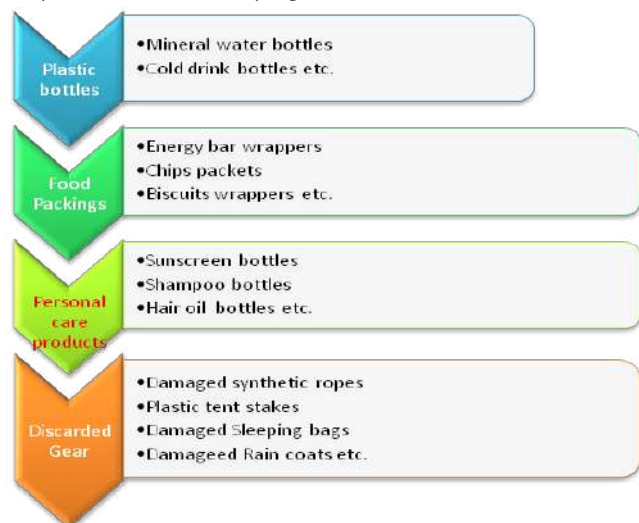 Plastic
bottles
•Mineral water bottles
•Cold drink bottles etc.
Food
Packings
•Energy bar wrappers
•Chips packets
•Biscuits wrappers etc.
Personal
care
products
•Sunscreen bottles
•Shampoo bottles
•Hair oil bottles etc.
Discarded
Gear
•Damaged synthetic ropes
•Plastic tent stakes
•Damaged Sleeping bags
•Damageed Rain coats etc.